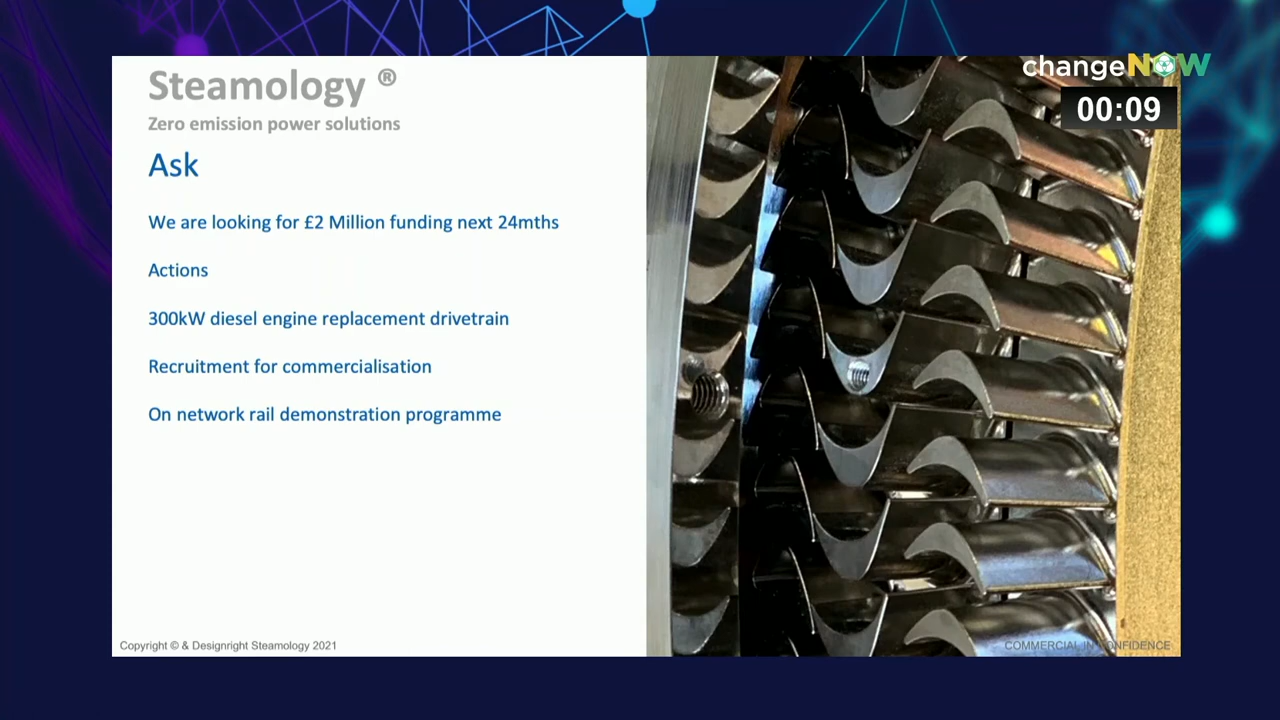 Steamology ®
Zero emission power solutions
Ask
We are looking for £2 Million funding next 24mths
Actions
300kW diesel engine replacement drivetrain
Recruitment for commercialisation
On network rail demonstration programme
Copyright © & Designright Steamology 2021
changeNOW
00:09
COMMERCIAL IN CONFIDENCE